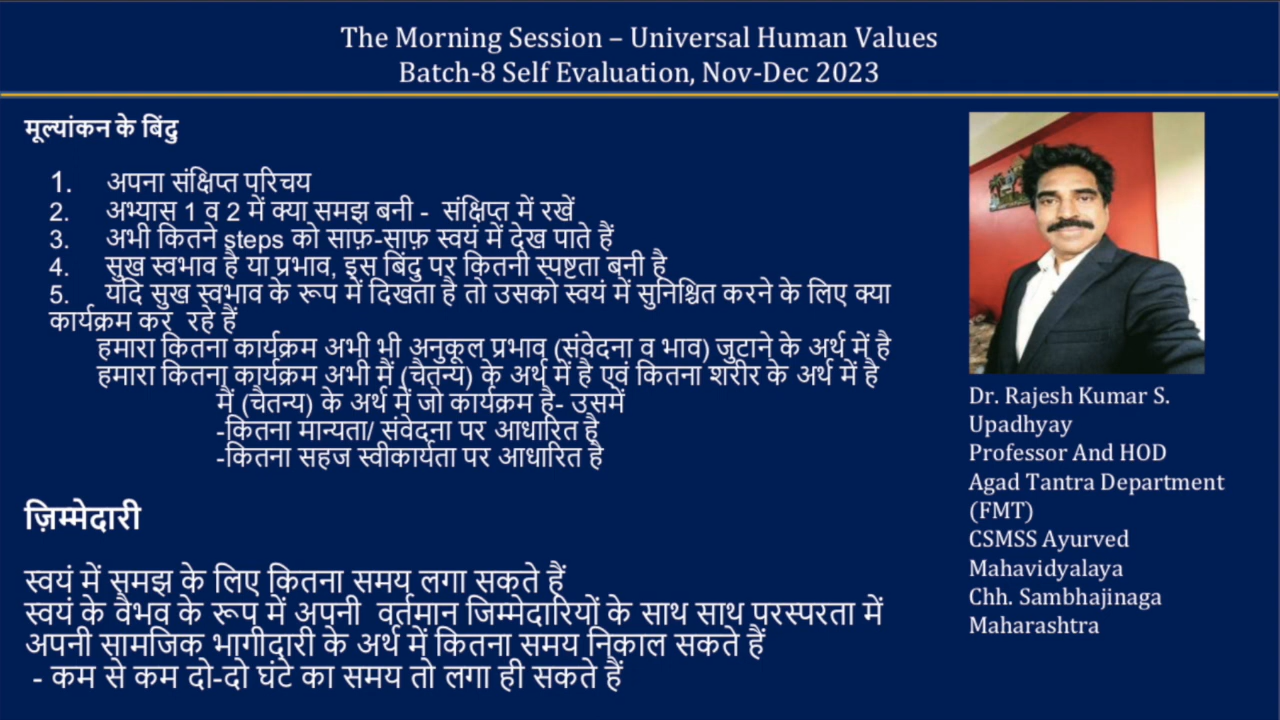 The Morning Session – Universal Human Values
Batch-8 Self Evaluation, Nov-Dec 2023
मूल्यांकन के बिंदु
1. अपना संक्षिप्त परिचय
2. अभ्यास 1 व 2 में क्या समझ बनी - संक्षिप्त में रखें
3. अभी कितने steps को साफ़-साफ़ स्वयं में देख पाते हैं
4. सुख स्वभाव है या प्रभाव, इस बिंदु पर कितनी स्पष्टता बनी है
5. यदि सुख स्वभाव के रूप में दिखता है तो उसको स्वयं में सुनिश्चित करने के लिए क्या
कार्यक्रम कर रहे हैं
हमारा कितना कार्यक्रम अभी भी अनुकूल प्रभाव (संवेदना व भाव) जुटाने के अर्थ में है
हमारा कितना कार्यक्रम अभी मैं (चैतन्य) के अर्थ में है एवं कितना शरीर के अर्थ में है
मैं (चैतन्य) के अर्थ में जो कार्यक्रम है- उसमें
-कितना मान्यता/ संवेदना पर आधारित है
-कितना सहज स्वीकार्यता पर आधारित है
ज़िम्मेदारी
स्वयं में समझ के लिए कितना समय लगा सकते हैं
स्वयं के वैभव के रूप में अपनी वर्तमान जिम्मेदारियों के साथ साथ परस्परता में
अपनी सामजिक भागीदारी के अर्थ में कितना समय निकाल सकते हैं
- कम से कम दो-दो घंटे का समय तो लगा ही सकते हैं
Dr. Rajesh Kumar S.
Upadhyay
Professor And HOD
Agad Tantra Department
(FMT)
CSMSS Ayurved
Mahavidyalaya
Chh. Sambhajinaga
Maharashtra